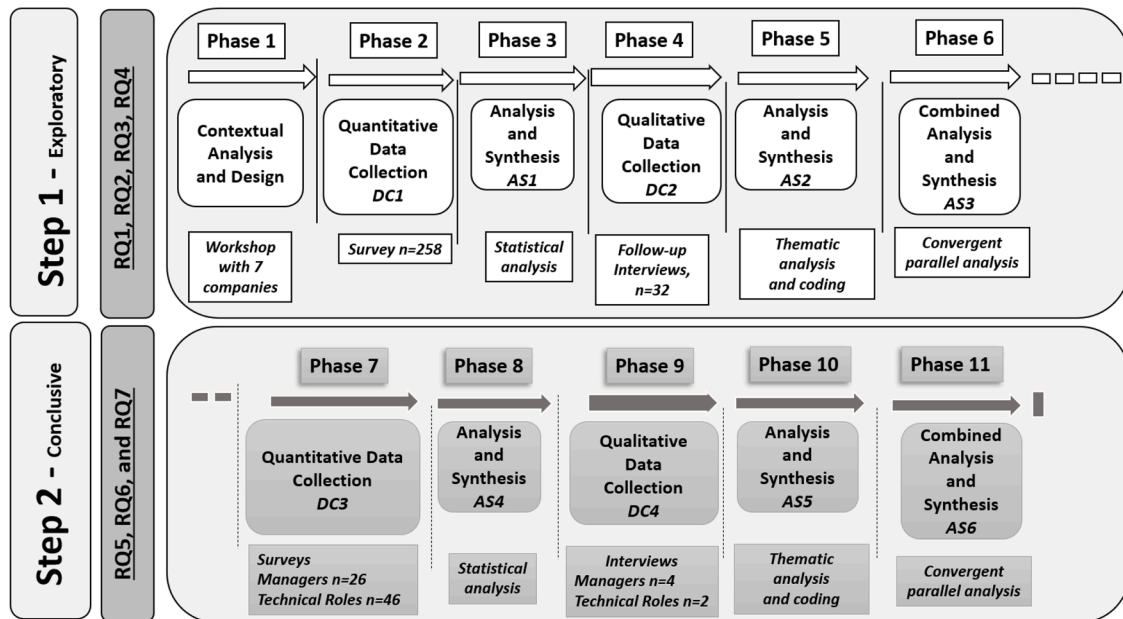 Step 1 - Exploratory
RQ1, RQ2, RQ3, RQ4
Phase 1
Contextual
Analysis
and Design
Workshop
with 7
companies
Phase 2
Quantitative
Data
Collection
DC1
Survey n=258
Phase 3
Analysis
and
Synthesis
AS1
Statistical
analysis
Phase 4
Qualitative
Data
Collection
DC2
Follow-up
Interviews,
n=32
Phase 5
Analysis
and
Synthesis
AS2
Thematic
analysis
and coding
Phase 6
Combined
Analysis
and
Synthesis
AS3
Convergent
parallel analysis
Step 2 - Conclusive
RQ5, RQ6, and RQ7
Phase 7
Quantitative Data
Collection
DC3
Surveys
Managers n=26
Technical Roles n=46
Phase 8
Analysis
and
Synthesis
AS4
Statistical
analysis
Phase 9
Qualitative
Data
Collection
DC4
Interviews
Managers n=4
Technical Roles n=2
Phase 10
Analysis
and
Synthesis
AS5
Thematic
analysis
and coding
Phase 11
Combined
Analysis
and
Synthesis
AS6
Convergent
parallel analysis